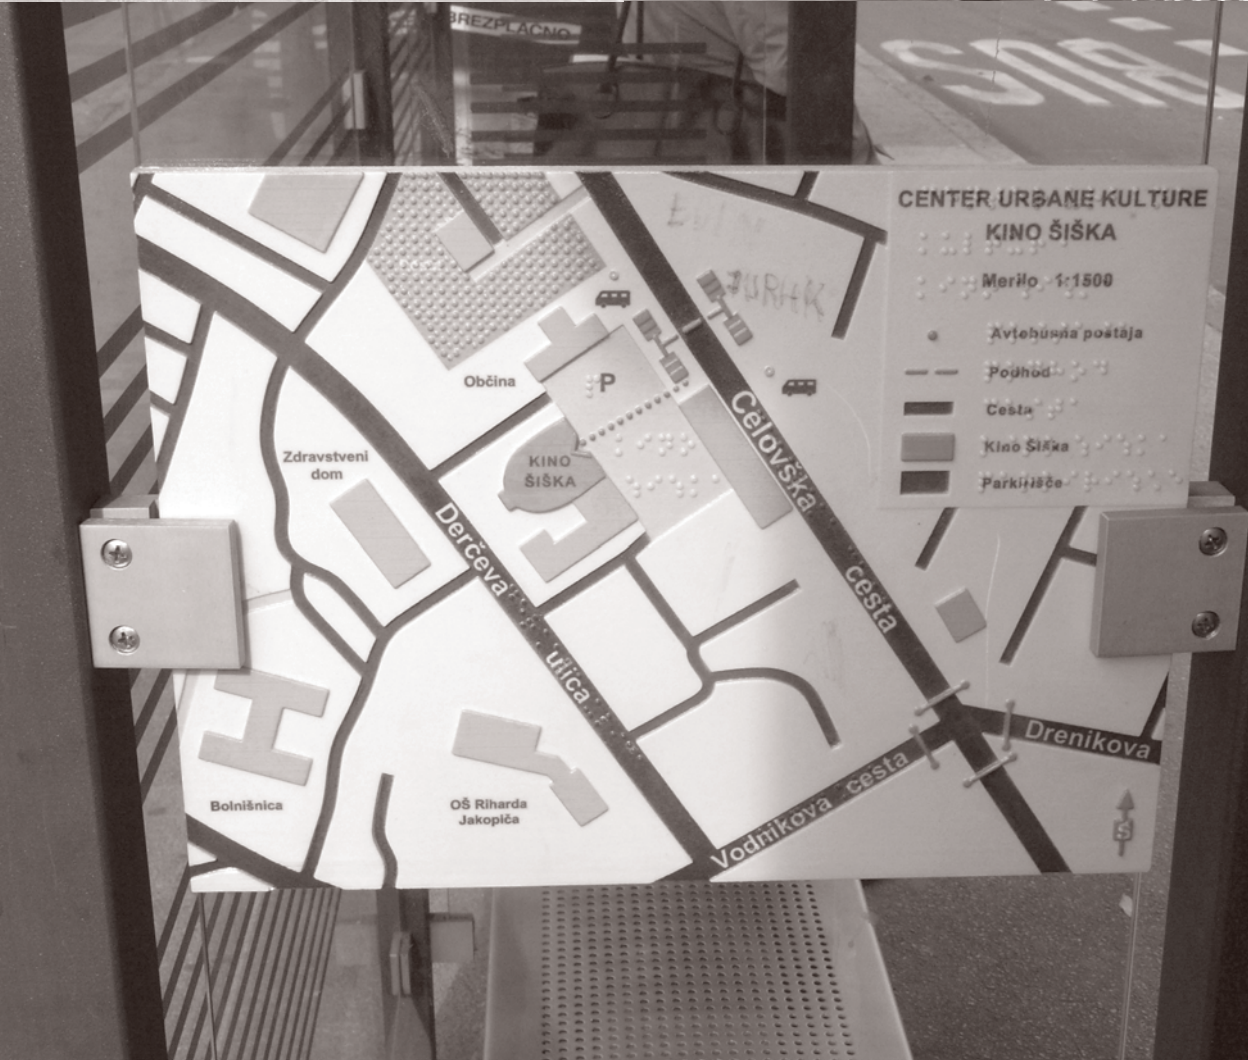 BREZPLAČNO
BUS
CENTER URBANE KULTURE
KINO ŠIŠKA
Merilo 1:1500
Avtobusna postaja
Podhod
Cesta
Kino Šiška
Parkirišče
Občina
P
Celovška
cesta
Zdravstveni
dom
KINO
ŠIŠKA
Derčeva
ulica
Drenikova
Vodnikova cesta
Bolnišnica
OŠ Riharda
Jakopiča
S